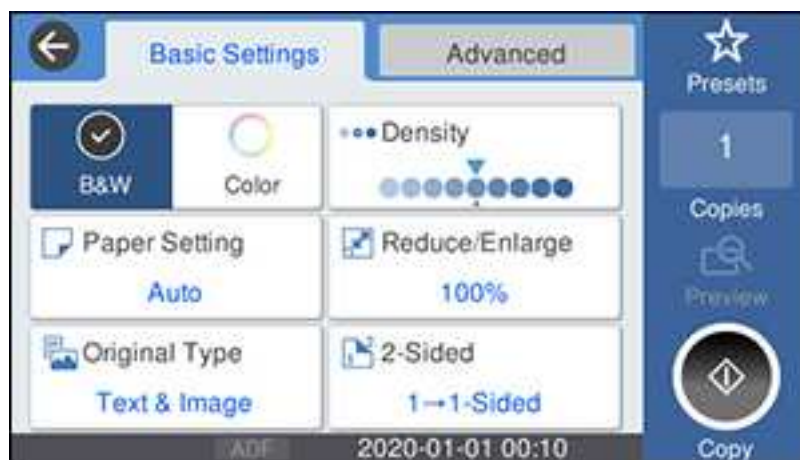 Basic Settings
Advanced
Presets
B&W
Color
Density
1
Copies
Paper Setting
Auto
Reduce/Enlarge
100%
Preview
Original Type
Text & Image
2-Sided
1→1-Sided
ADF
2020-01-01 00:10
Copy